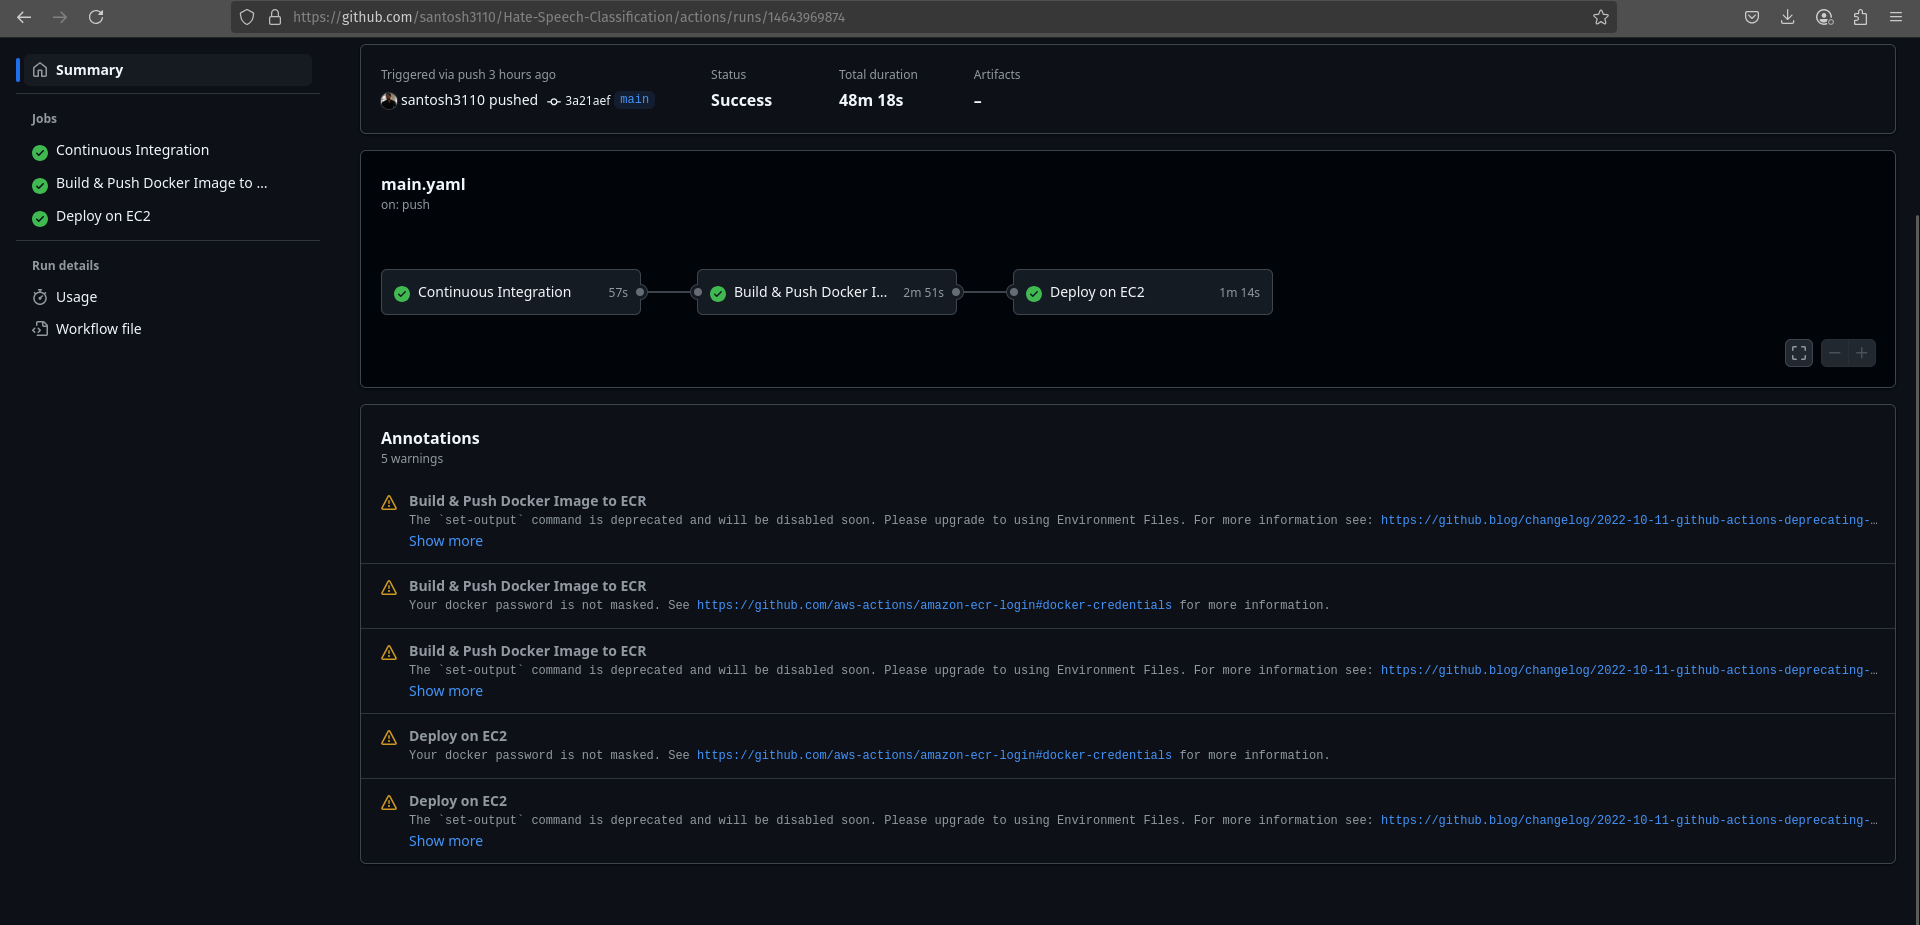 https://github.com/santosh3110/Hate-Speech-Classification/actions/runs/14643969874
Summary
Jobs
Continuous Integration
Build & Push Docker Image to ...
Deploy on EC2
Run details
Usage
Workflow file
Triggered via push 3 hours ago
santosh3110 pushed 3a21aef main
Status
Success
Total duration
48m 18s
Artifacts
–
main.yaml
on: push
Continuous Integration 57s
Build & Push Docker I... 2m 51s
Deploy on EC2 1m 14s
Annotations
5 warnings
Build & Push Docker Image to ECR
The `set-output` command is deprecated and will be disabled soon. Please upgrade to using Environment Files. For more information see: https://github.blog/changelog/2022-10-11-github-actions-deprecating-…
Show more
Build & Push Docker Image to ECR
Your docker password is not masked. See https://github.com/aws-actions/amazon-ecr-login#docker-credentials for more information.
Build & Push Docker Image to ECR
The `set-output` command is deprecated and will be disabled soon. Please upgrade to using Environment Files. For more information see: https://github.blog/changelog/2022-10-11-github-actions-deprecating-…
Show more
Deploy on EC2
Your docker password is not masked. See https://github.com/aws-actions/amazon-ecr-login#docker-credentials for more information.
Deploy on EC2
The `set-output` command is deprecated and will be disabled soon. Please upgrade to using Environment Files. For more information see: https://github.blog/changelog/2022-10-11-github-actions-deprecating-…
Show more